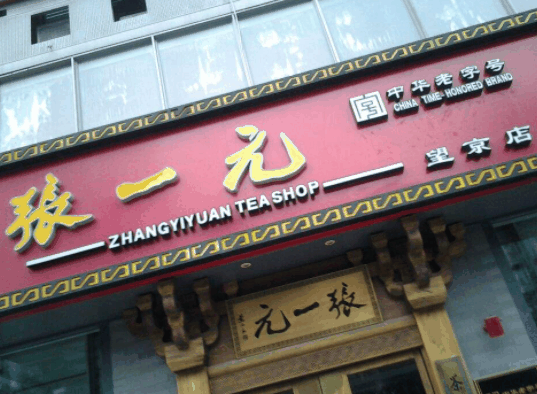 張一元
ZHANGYIYUAN TEA SHOP
中华老字号
CHINA TIME-HONORED BRAND
望京店
元一張
茶